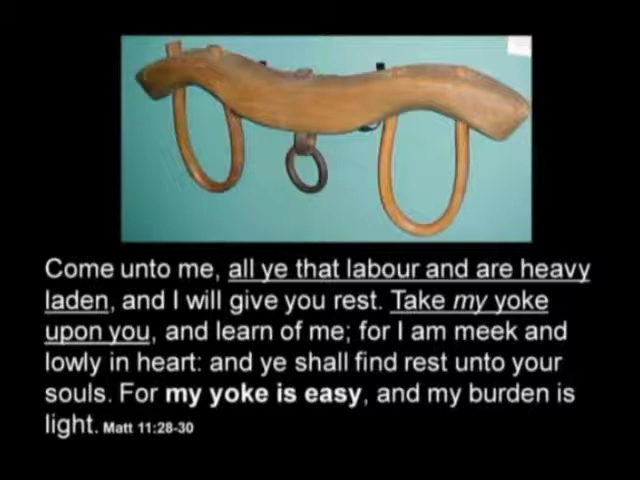 Come unto me, all ye that labour and are heavy
laden, and I will give you rest. Take my yoke
upon you, and learn of me; for I am meek and
lowly in heart: and ye shall find rest unto your
souls. For my yoke is easy, and my burden is
light. Matt 11:28-30